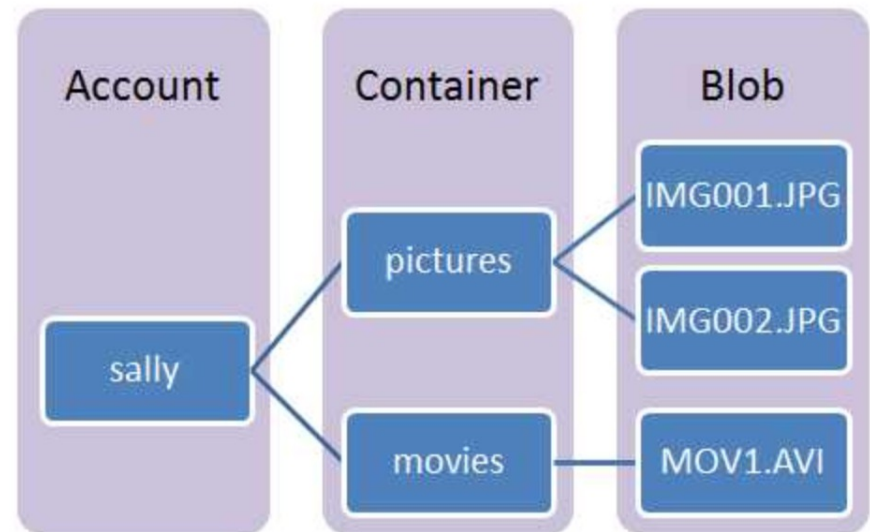 Account
Container
Blob
sally
pictures
movies
IMG001.JPG
IMG002.JPG
MOV1.AVI